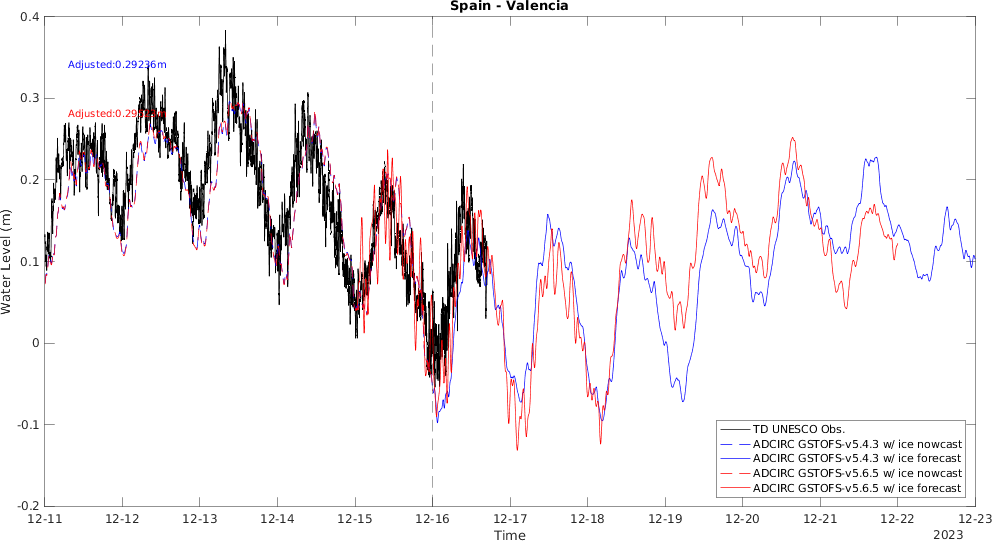 Spain - Valencia
0.4
0.3
0.2
0.1
0
-0.1
-0.2
Water Level (m)
Adjusted:0.29236m
12-11
12-12
12-13
12-14
12-15
12-16
12-17
12-18
12-19
12-20
12-21
12-22
12-23
Time
2023
TD UNESCO Obs.
ADCIRC GSTOFS-v5.4.3 w/ ice nowcast
ADCIRC GSTOFS-v5.4.3 w/ ice forecast
ADCIRC GSTOFS-v5.6.5 w/ ice nowcast
ADCIRC GSTOFS-v5.6.5 w/ ice forecast